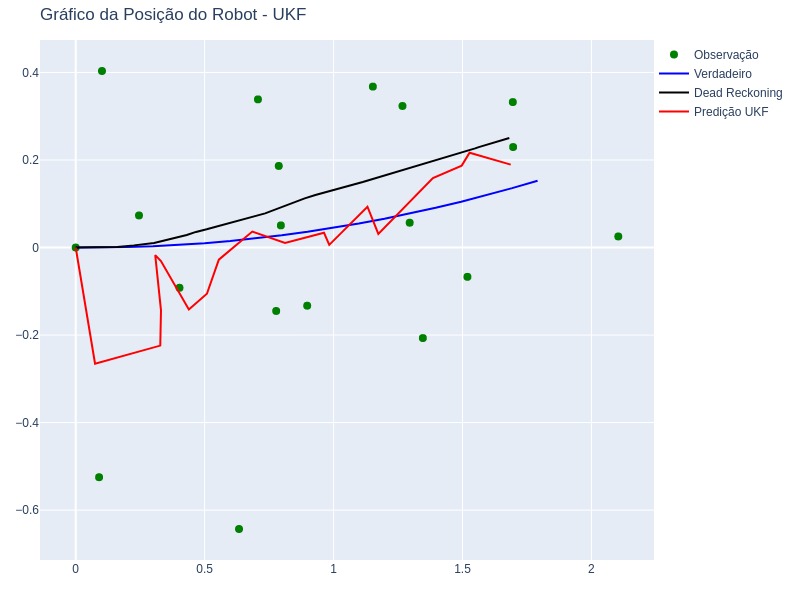 Gráfico da Posição do Robot - UKF
Observação
Verdadeiro
Dead Reckoning
Predição UKF
0.4
0.2
0
−0.2
−0.4
−0.6
0
0.5
1
1.5
2